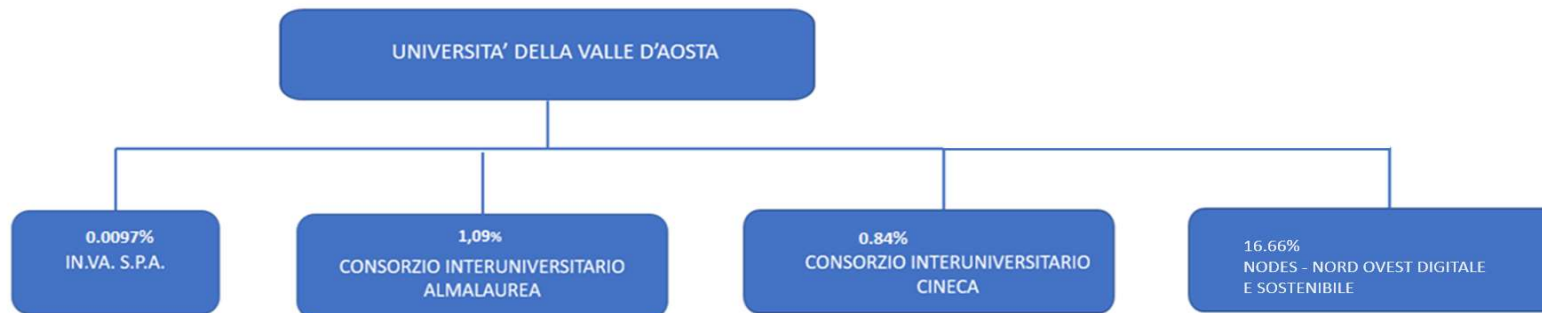 UNIVERSITA’ DELLA VALLE D’AOSTA
0.0097%
IN.VA. S.P.A.
1,09%
CONSORZIO INTERUNIVERSITARIO
ALMALAUREA
0.84%
CONSORZIO INTERUNIVERSITARIO
CINECA
16.66%
NODES - NORD OVEST DIGITALE
E SOSTENIBILE